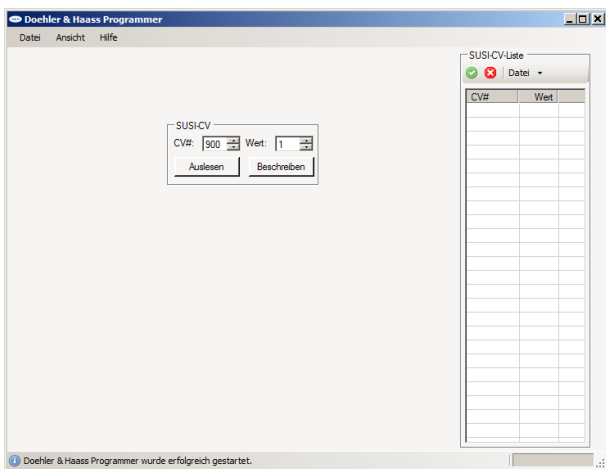 Doehler & Haass Programmer
Datei Ansicht Hilfe
SUSI-CV-Liste
Datei
CV# Wert
SUSI-CV
CV#: 900 Wert: 1
Auslesen Beschreiben
Doehler & Haass Programmer wurde erfolgreich gestartet.